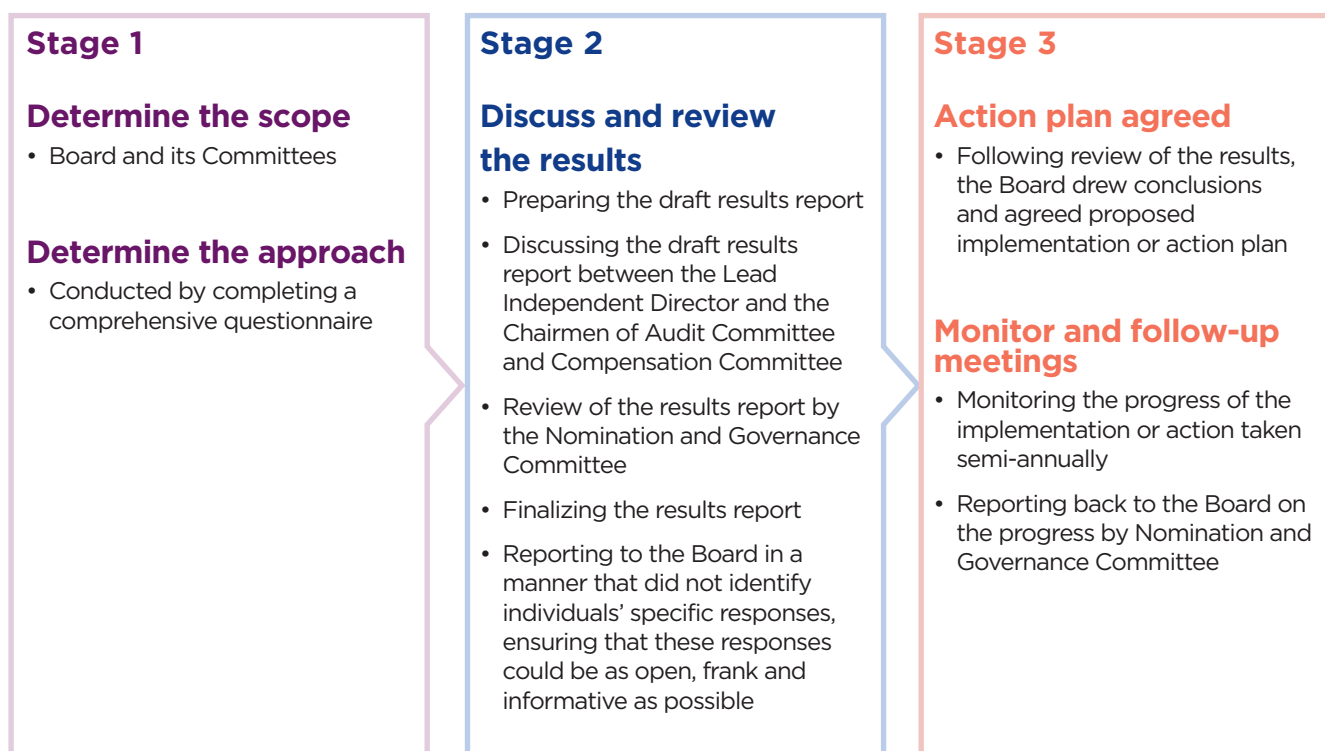 Stage 1
Determine the scope
• Board and its Committees
Determine the approach
• Conducted by completing a
comprehensive questionnaire
Stage 2
Discuss and review
the results
• Preparing the draft results report
• Discussing the draft results
report between the Lead
Independent Director and the
Chairmen of Audit Committee
and Compensation Committee
• Review of the results report by
the Nomination and Governance
Committee
• Finalizing the results report
• Reporting to the Board in a
manner that did not identify
individuals’ specific responses,
ensuring that these responses
could be as open, frank and
informative as possible
Stage 3
Action plan agreed
• Following review of the results,
the Board drew conclusions
and agreed proposed
implementation or action plan
Monitor and follow-up
meetings
• Monitoring the progress of the
implementation or action taken
semi-annually
• Reporting back to the Board on
the progress by Nomination and
Governance Committee